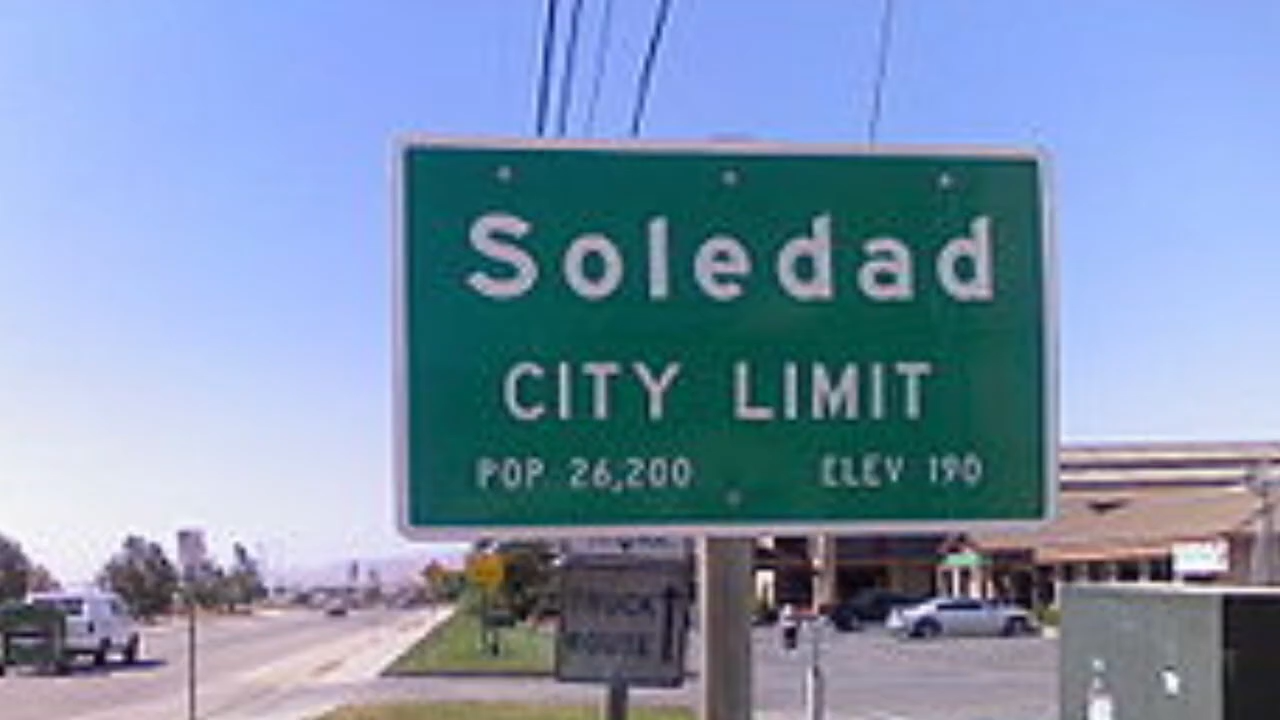 Soledad
CITY LIMIT
POP 26,200 ELEV 190
TRUCK
ROUTE